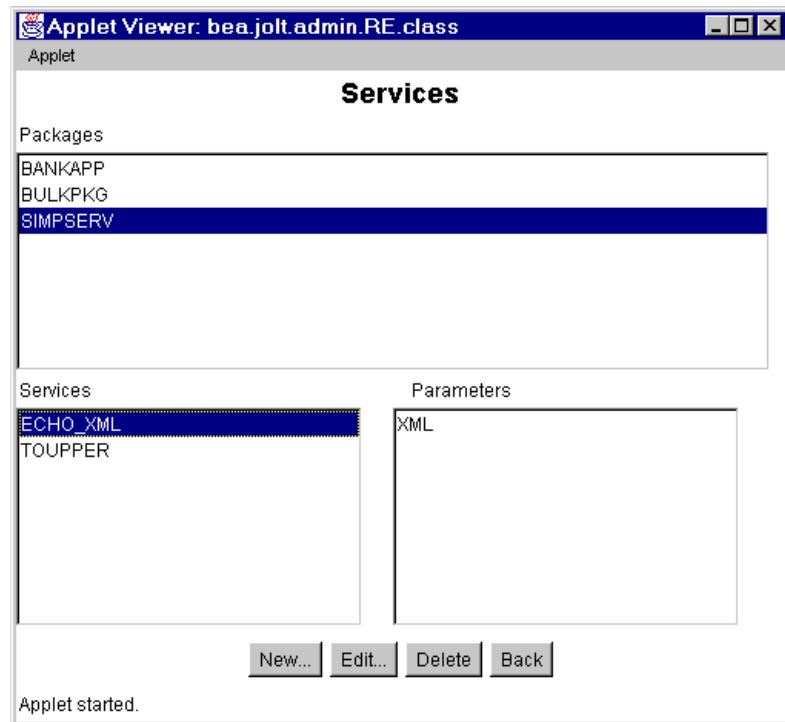 Applet Viewer: bea.jolt.admin.RE.class
Applet
Services
Packages
BANKAPP
BULKPKG
SIMPSERV
Services Parameters
ECHO_XML XML
TOUPPER
New... Edit... Delete Back
Applet started.